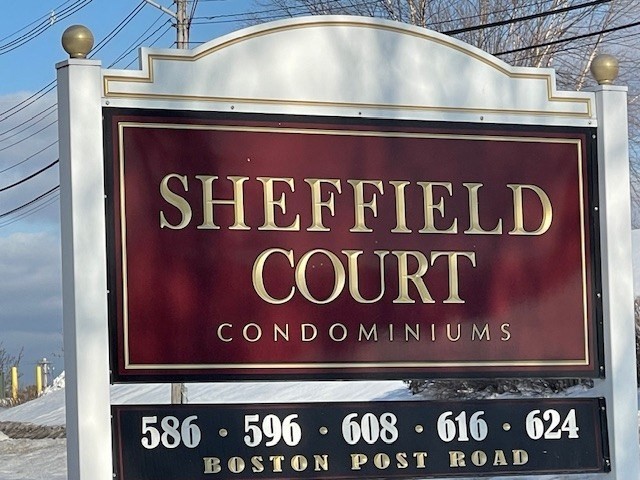 SHEFFIELD
COURT
CONDOMINIUMS
586 • 596 • 608 • 616 • 624
BOSTON POST ROAD